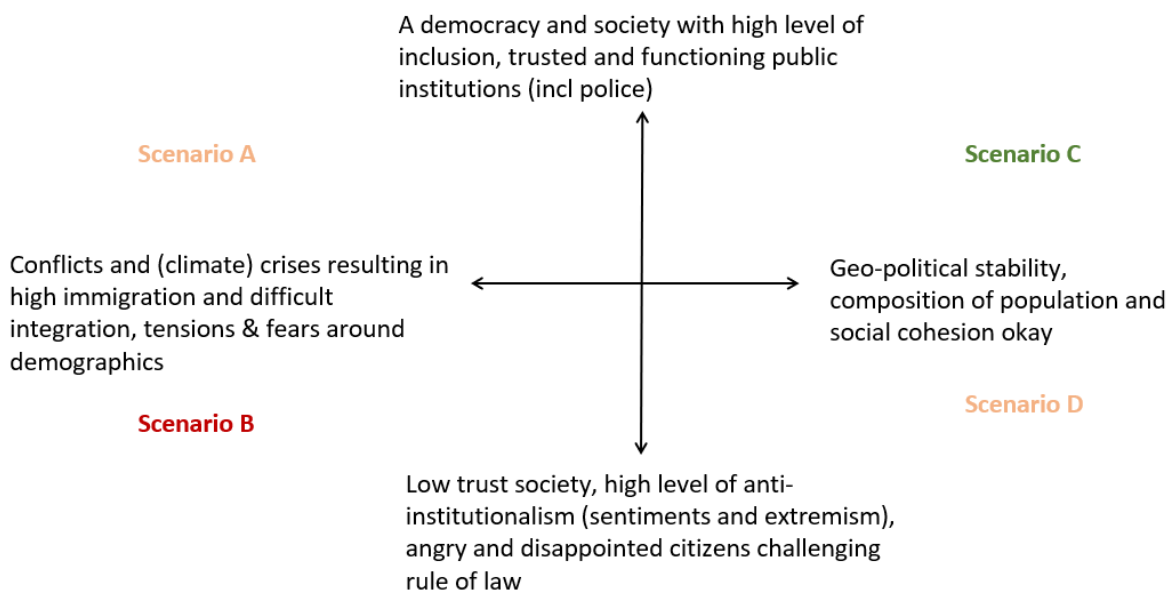 A democracy and society with high level of
inclusion, trusted and functioning public
institutions (incl police)
Scenario A
Scenario C
Conflicts and (climate) crises resulting in
high immigration and difficult
integration, tensions & fears around
demographics
Geo-political stability,
composition of population and
social cohesion okay
Scenario B
Scenario D
Low trust society, high level of anti-
institutionalism (sentiments and extremism),
angry and disappointed citizens challenging
rule of law